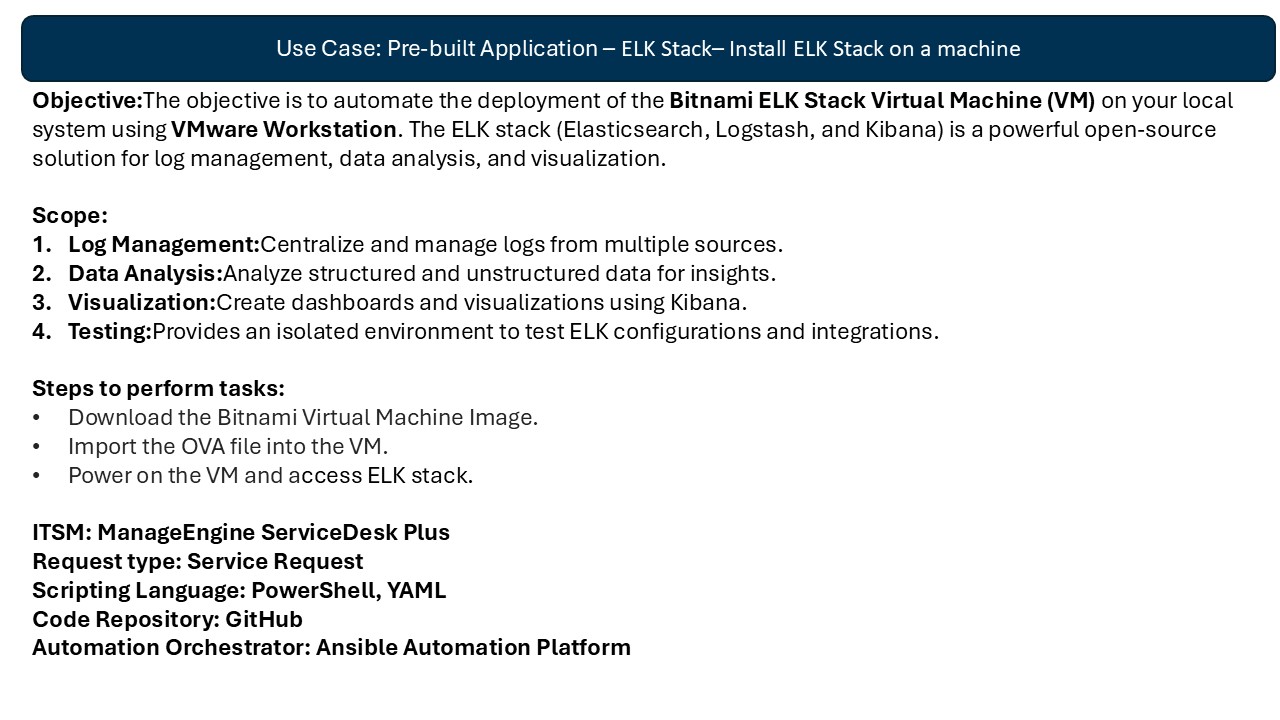 Use Case: Pre-built Application – ELK Stack– Install ELK Stack on a machine
Objective:The objective is to automate the deployment of the Bitnami ELK Stack Virtual Machine (VM) on your local
system using VMware Workstation. The ELK stack (Elasticsearch, Logstash, and Kibana) is a powerful open-source
solution for log management, data analysis, and visualization.
Scope:
1. Log Management:Centralize and manage logs from multiple sources.
2. Data Analysis:Analyze structured and unstructured data for insights.
3. Visualization:Create dashboards and visualizations using Kibana.
4. Testing:Provides an isolated environment to test ELK configurations and integrations.
Steps to perform tasks:
• Download the Bitnami Virtual Machine Image.
• Import the OVA file into the VM.
• Power on the VM and access ELK stack.
ITSM: ManageEngine ServiceDesk Plus
Request type: Service Request
Scripting Language: PowerShell, YAML
Code Repository: GitHub
Automation Orchestrator: Ansible Automation Platform